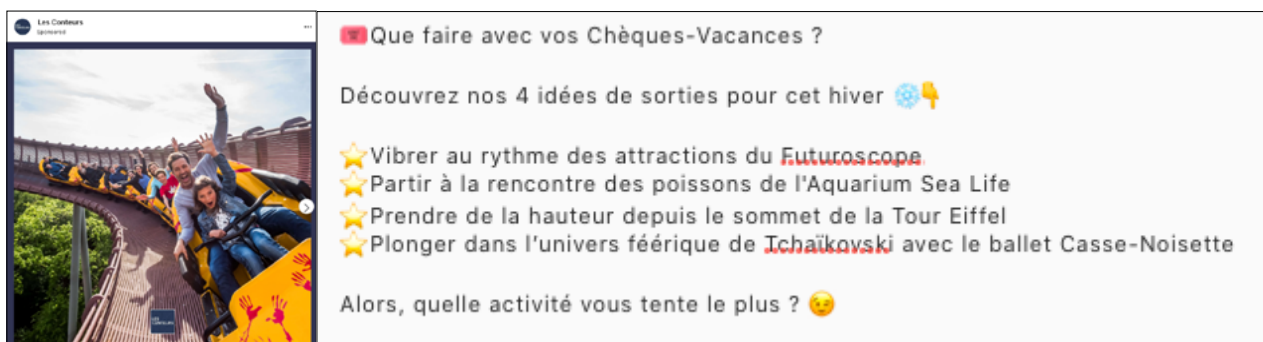 Les Conteurs
Sponsored
🎟️Que faire avec vos Chèques-Vacances ?
Découvrez nos 4 idées de sorties pour cet hiver ❄️👇
⭐Vibrer au rythme des attractions du Futuroscope
⭐Partir à la rencontre des poissons de l'Aquarium Sea Life
⭐Prendre de la hauteur depuis le sommet de la Tour Eiffel
⭐Plonger dans l'univers féérique de Tchaïkovski avec le ballet Casse-Noisette
Alors, quelle activité vous tente le plus ? 😉
LES
CONTEURS